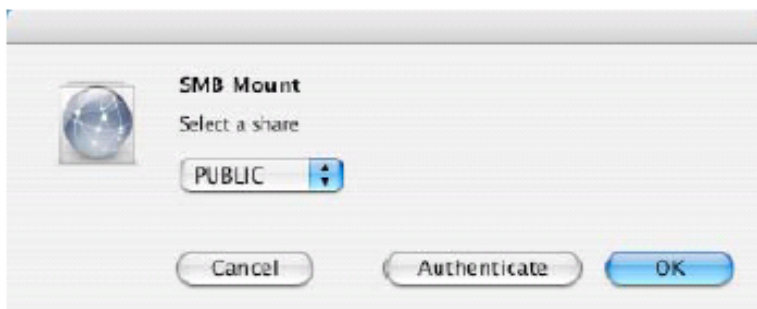 SMB Mount
Select a share
PUBLIC
Cancel Authenticate OK